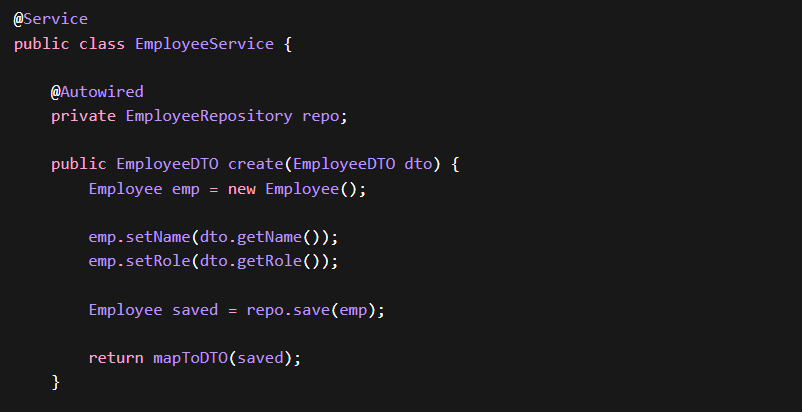 @Service
public class EmployeeService {
@Autowired
private EmployeeRepository repo;
public EmployeeDTO create(EmployeeDTO dto) {
Employee emp = new Employee();
emp.setName(dto.getName());
emp.setRole(dto.getRole());
Employee saved = repo.save(emp);
return mapToDTO(saved);
}